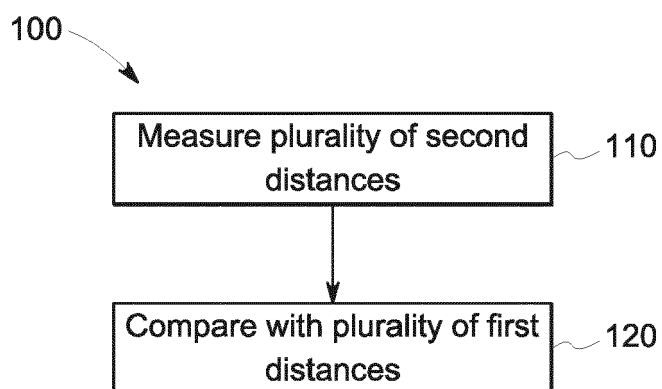 100
Measure plurality of second
distances
110
Compare with plurality of first
distances
120